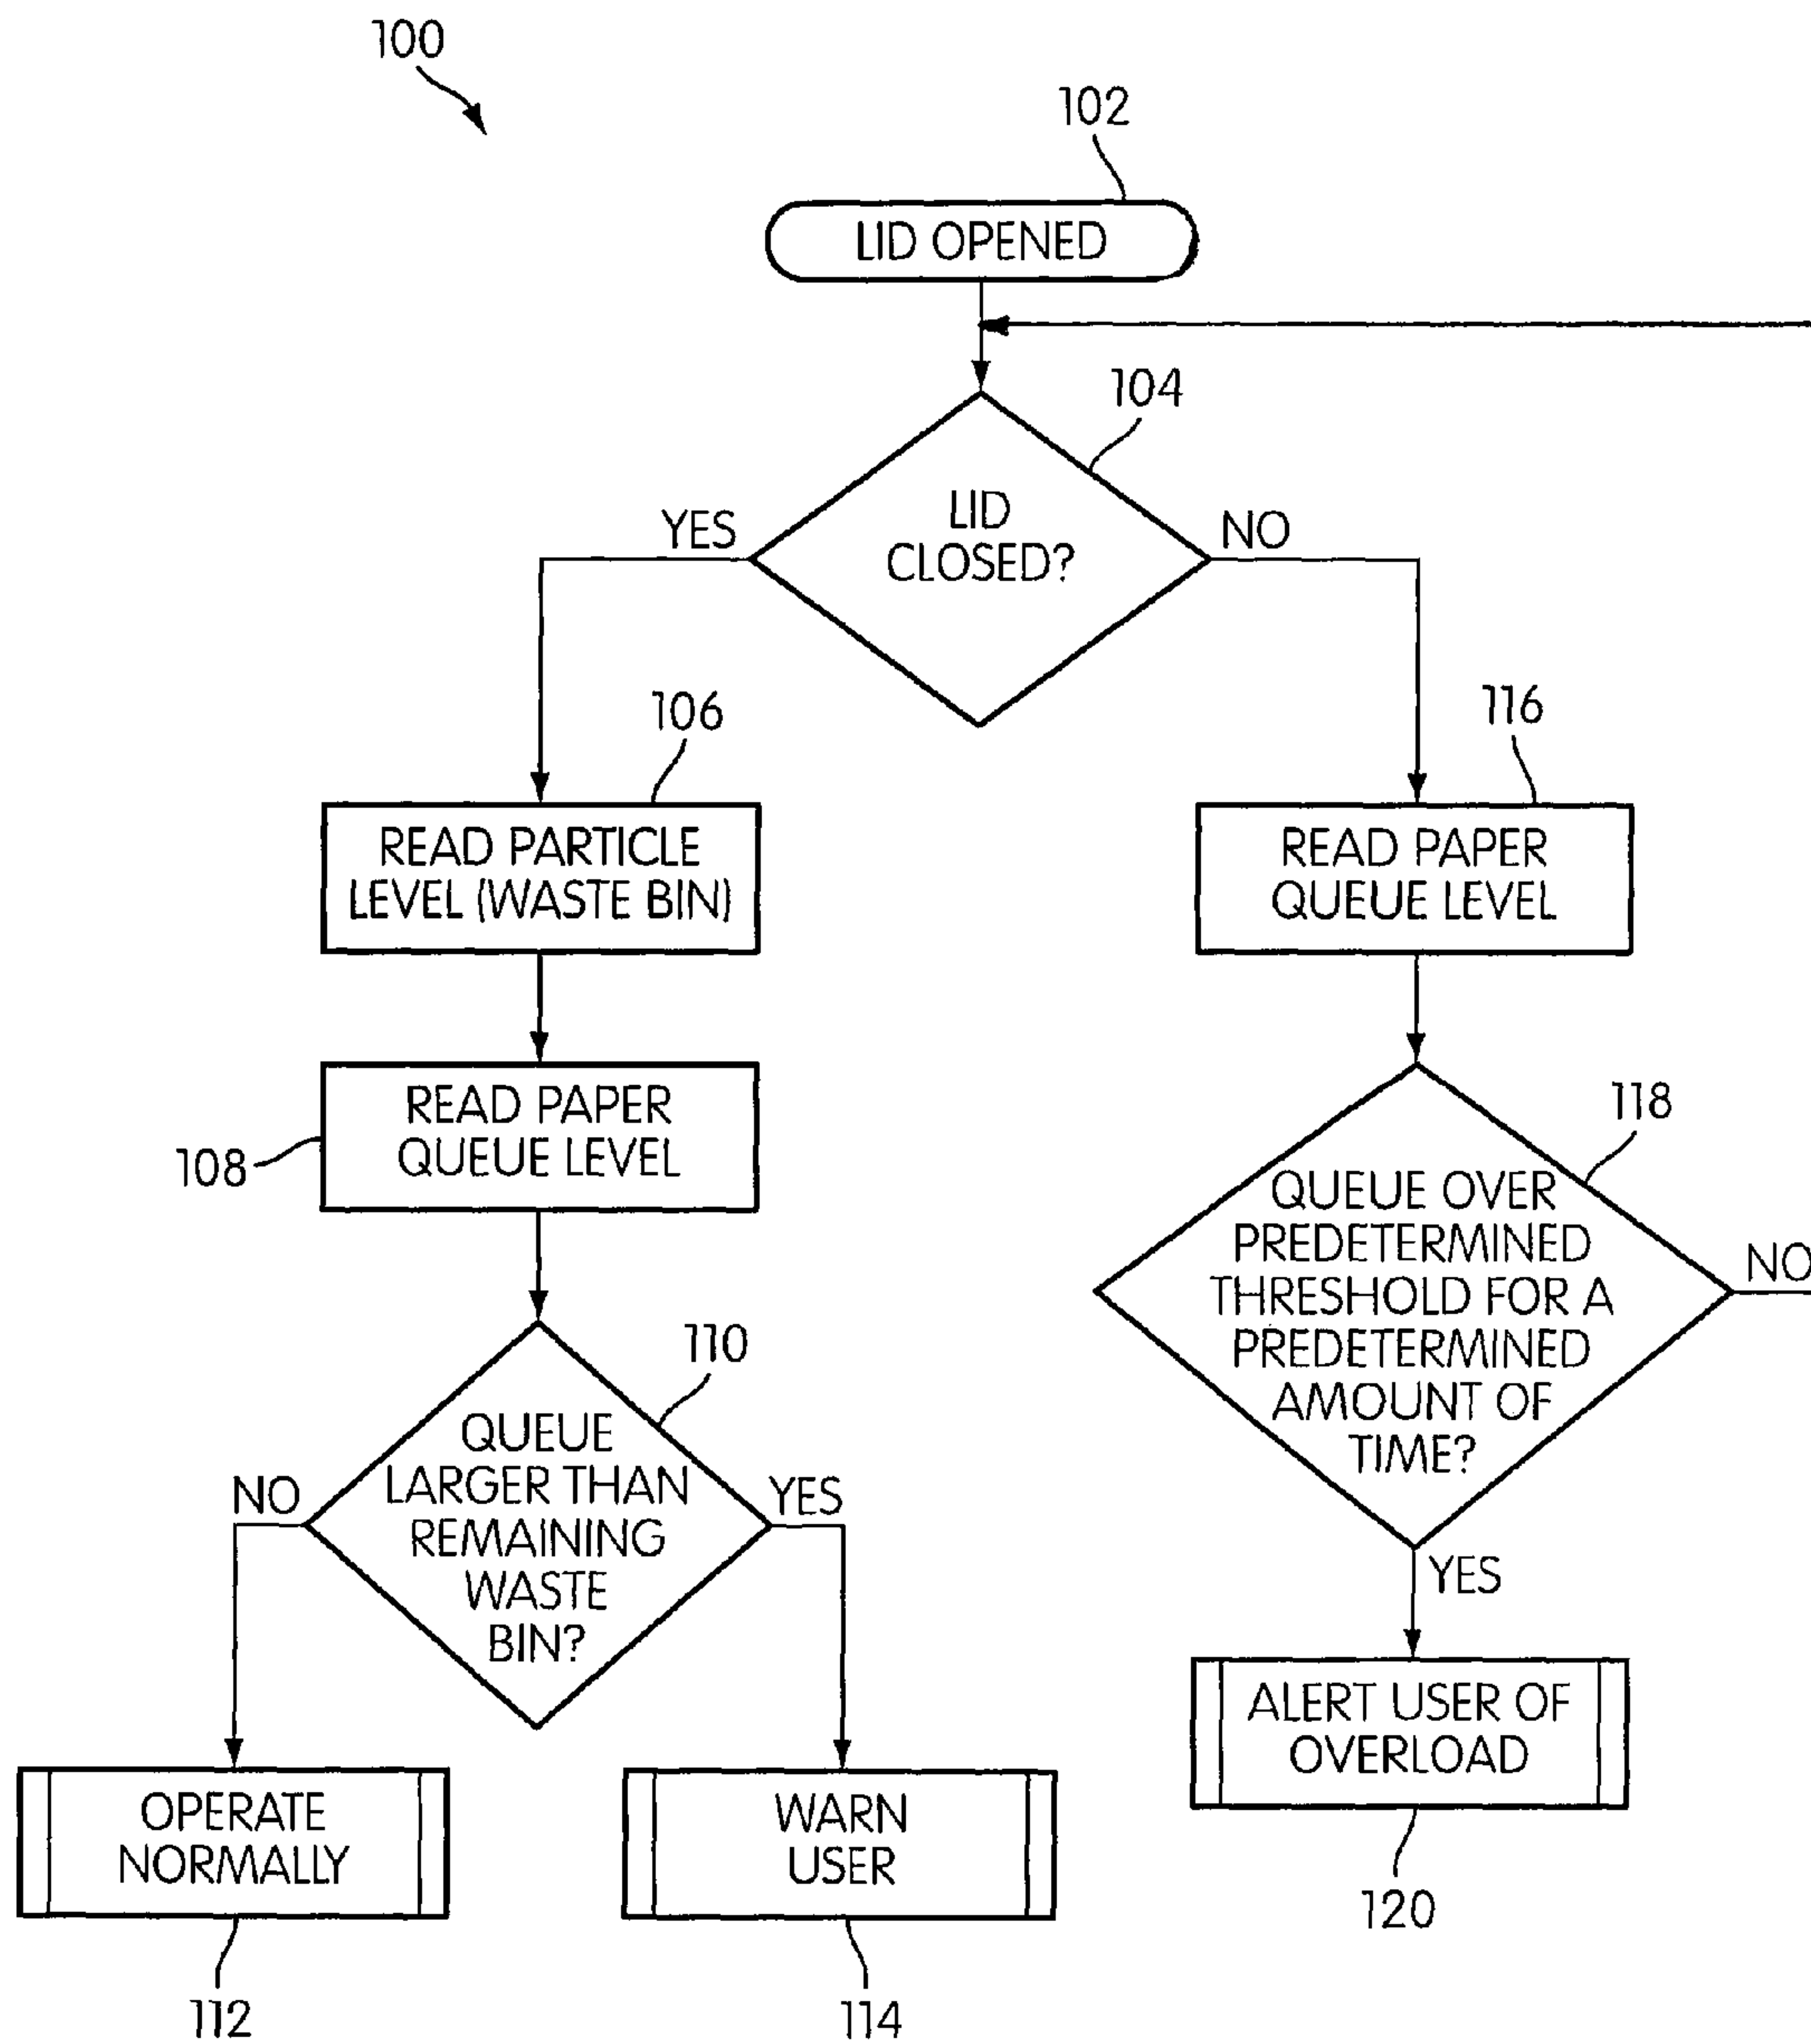 100
102
LID OPENED
104
LID
CLOSED?
YES
NO
106
READ PARTICLE
LEVEL (WASTE BIN)
116
READ PAPER
QUEUE LEVEL
108
READ PAPER
QUEUE LEVEL
118
QUEUE OVER
PREDETERMINED
THRESHOLD FOR A
PREDETERMINED
AMOUNT OF
TIME?
NO
YES
110
QUEUE
LARGER THAN
REMAINING
WASTE
BIN?
NO
YES
ALERT USER OF
OVERLOAD
120
OPERATE
NORMALLY
112
WARN
USER
114